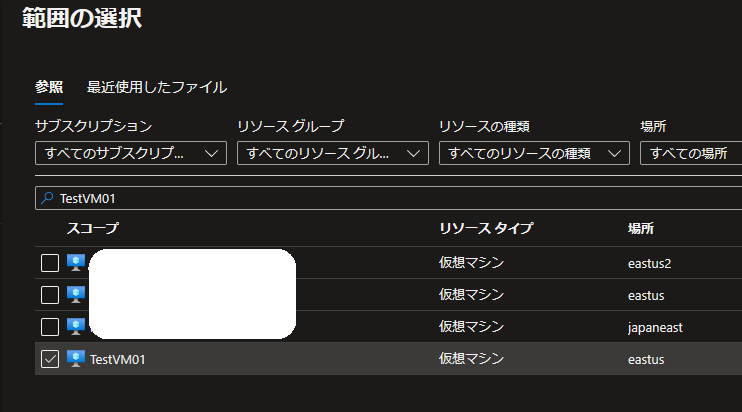 範囲の選択
参照 最近使用したファイル
サブスクリプション リソース グループ リソースの種類 場所
すべてのサブスクリプ... すべてのリソース グル... すべてのリソースの種類 すべての場所
TestVM01
スコープ リソース タイプ 場所
仮想マシン eastus2
仮想マシン eastus
仮想マシン japaneast
TestVM01 仮想マシン eastus